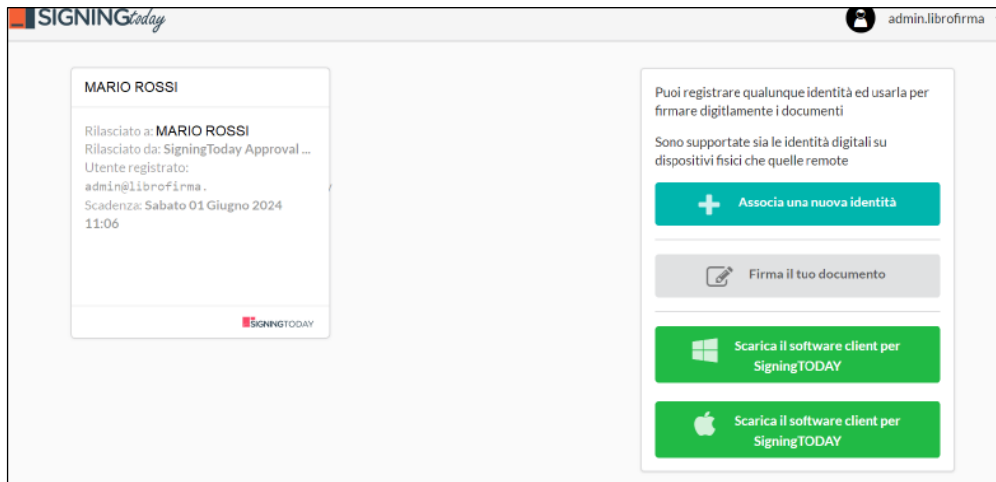 SIGNINGtoday
admin.librofirma
MARIO ROSSI
Rilasciato a: MARIO ROSSI
Rilasciato da: SigningToday Approval ...
Utente registrato:
admin@librofirma.
Scadenza: Sabato 01 Giugno 2024
11:06
SIGNINGTODAY
Puoi registrare qualunque identità ed usarla per
firmare digitlamente i documenti
Sono supportate sia le identità digitali su
dispositivi fisici che quelle remote
Associa una nuova identità
Firma il tuo documento
Scarica il software client per
SigningTODAY
Scarica il software client per
SigningTODAY